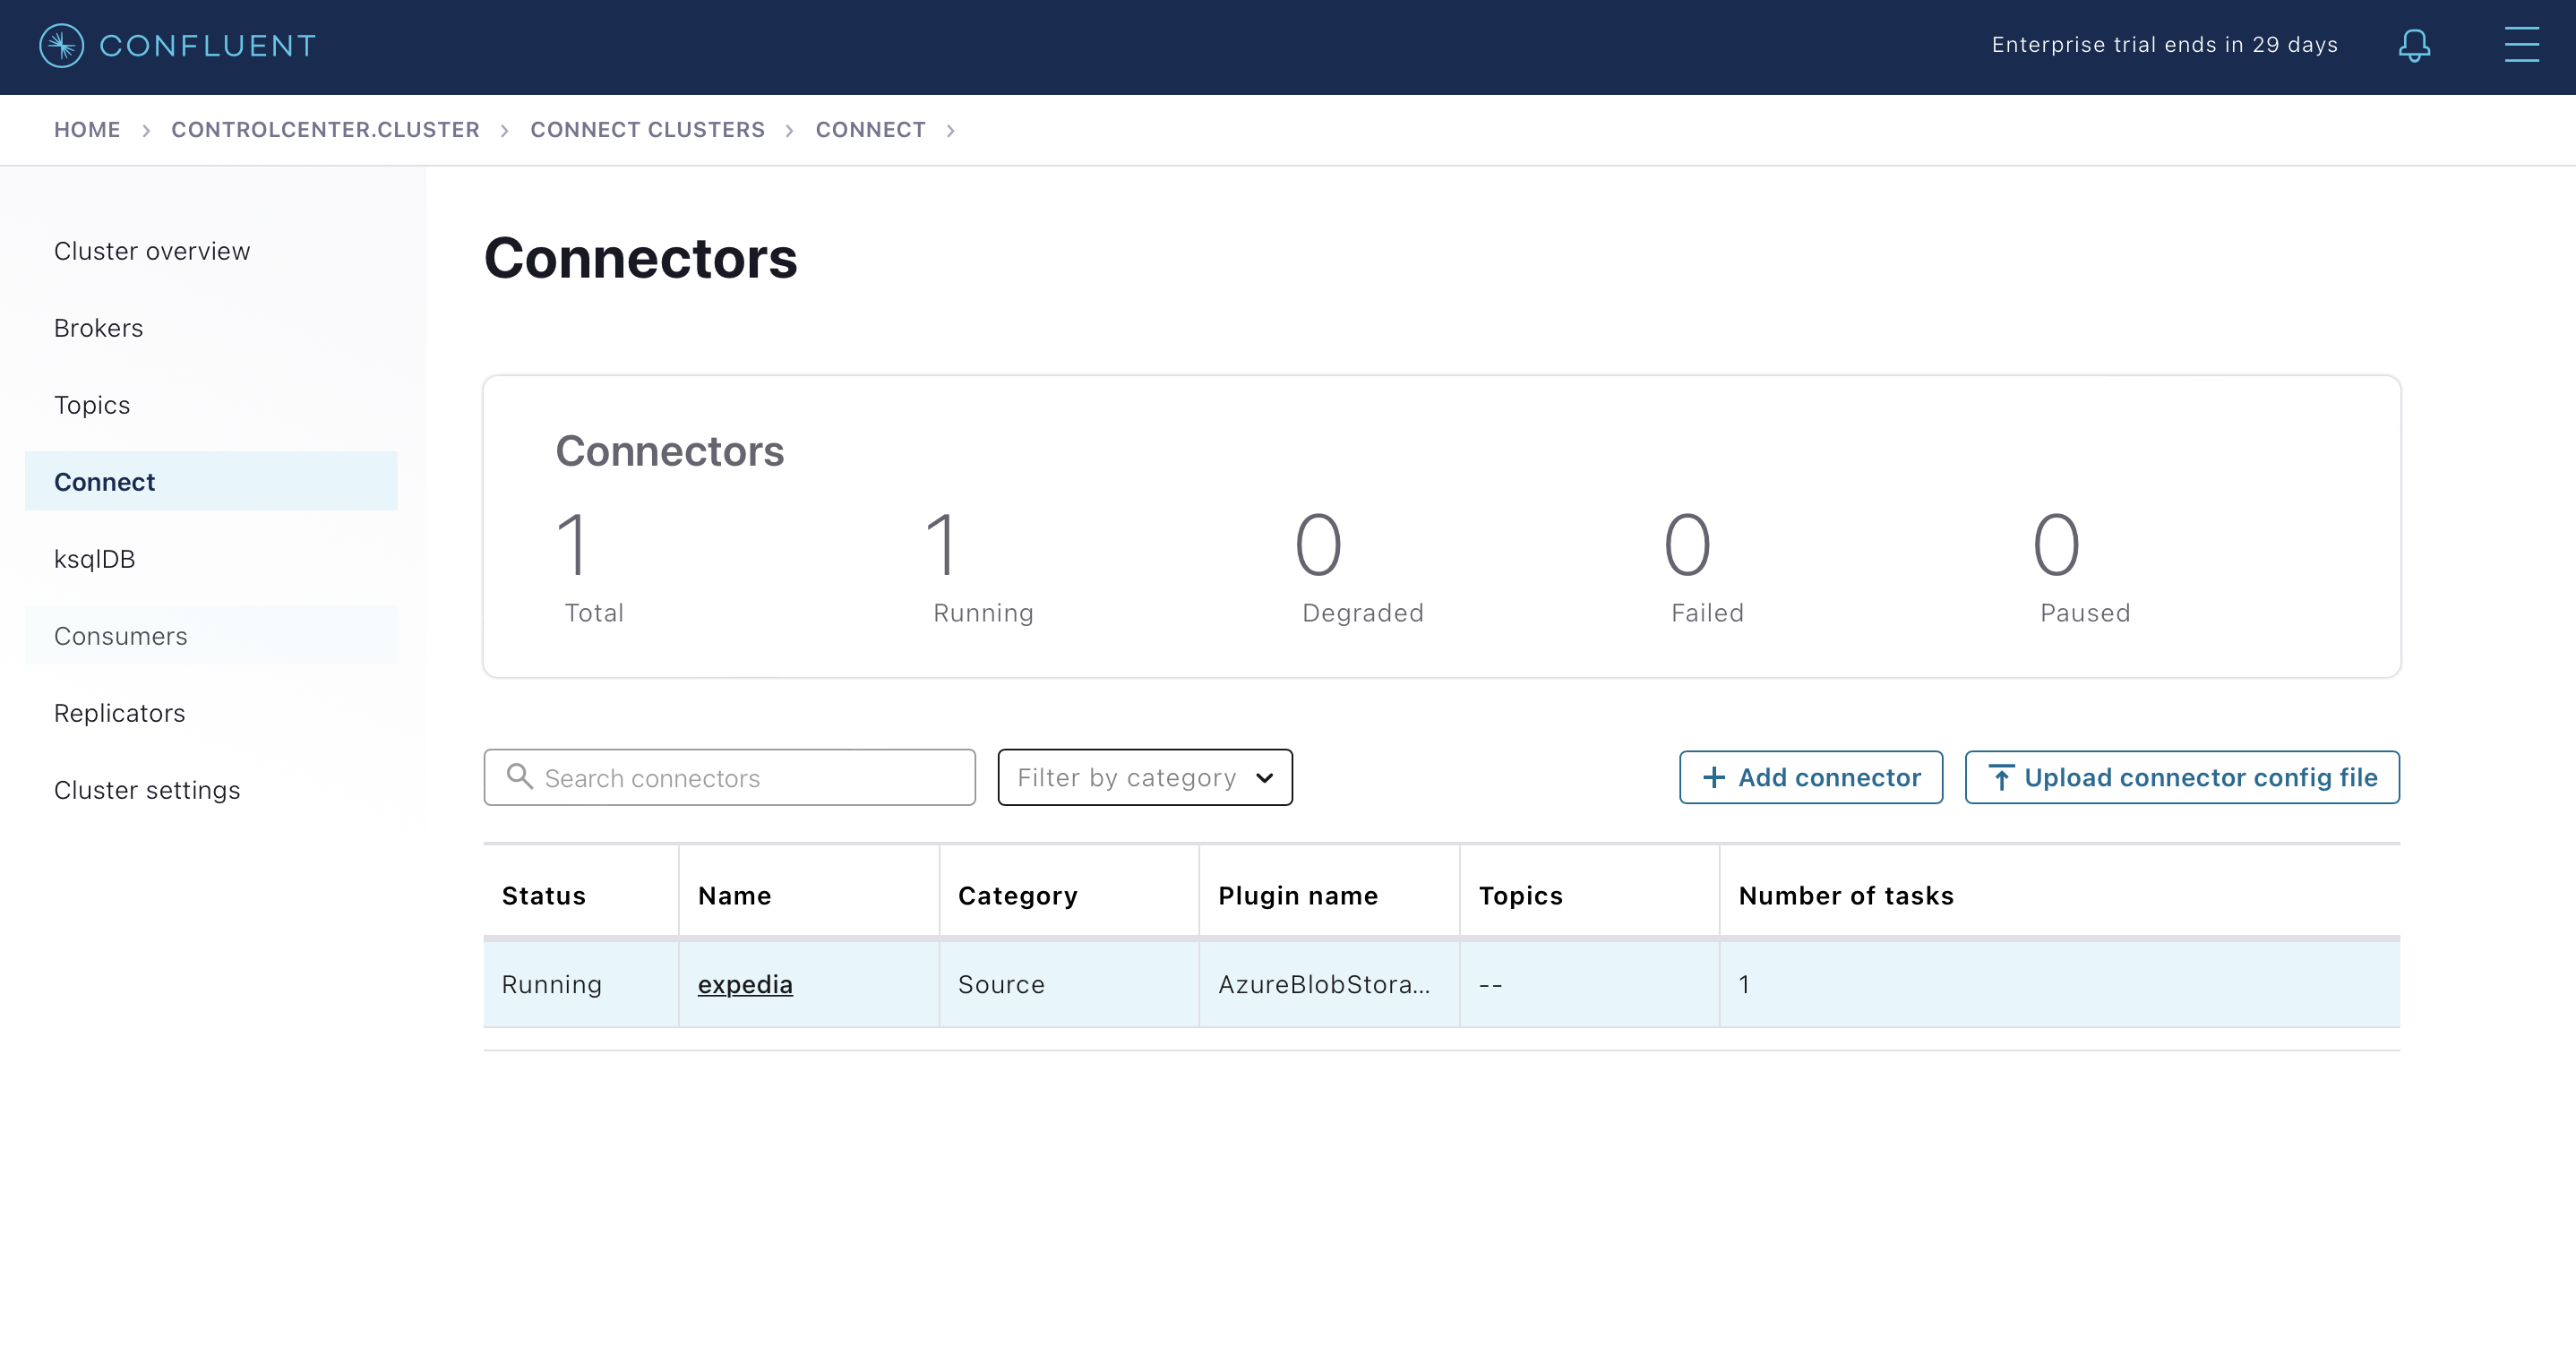 CONFLUENT
Enterprise trial ends in 29 days
HOME > CONTROLCENTER.CLUSTER > CONNECT CLUSTERS > CONNECT >
Cluster overview
Brokers
Topics
Connect
ksqlDB
Consumers
Replicators
Cluster settings
Connectors
Connectors
1 1 0 0 0
Total Running Degraded Failed Paused
Search connectors Filter by category + Add connector Upload connector config file
Status Name Category Plugin name Topics Number of tasks
Running expedia Source AzureBlobStora... -- 1